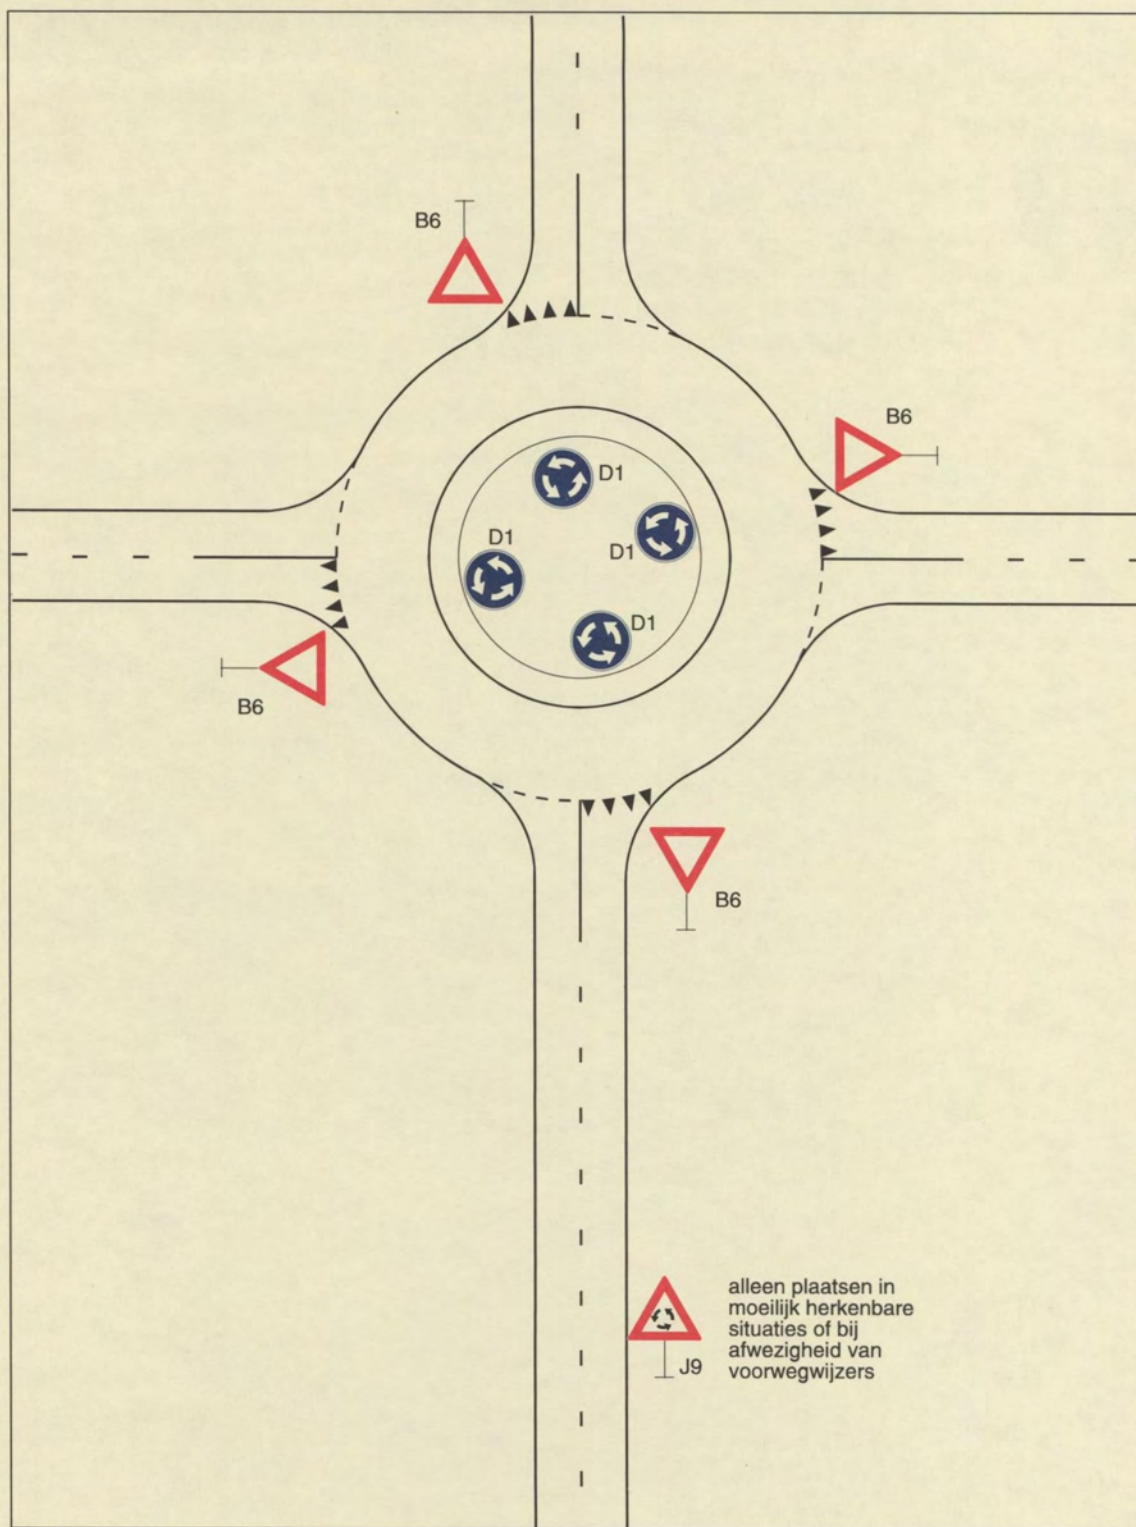 B6
B6
D1
D1
D1
D1
B6
B6
alleen plaatsen in
moeilijk herkenbare
situaties of bij
afwezigheid van
voorwegwijzers
J9